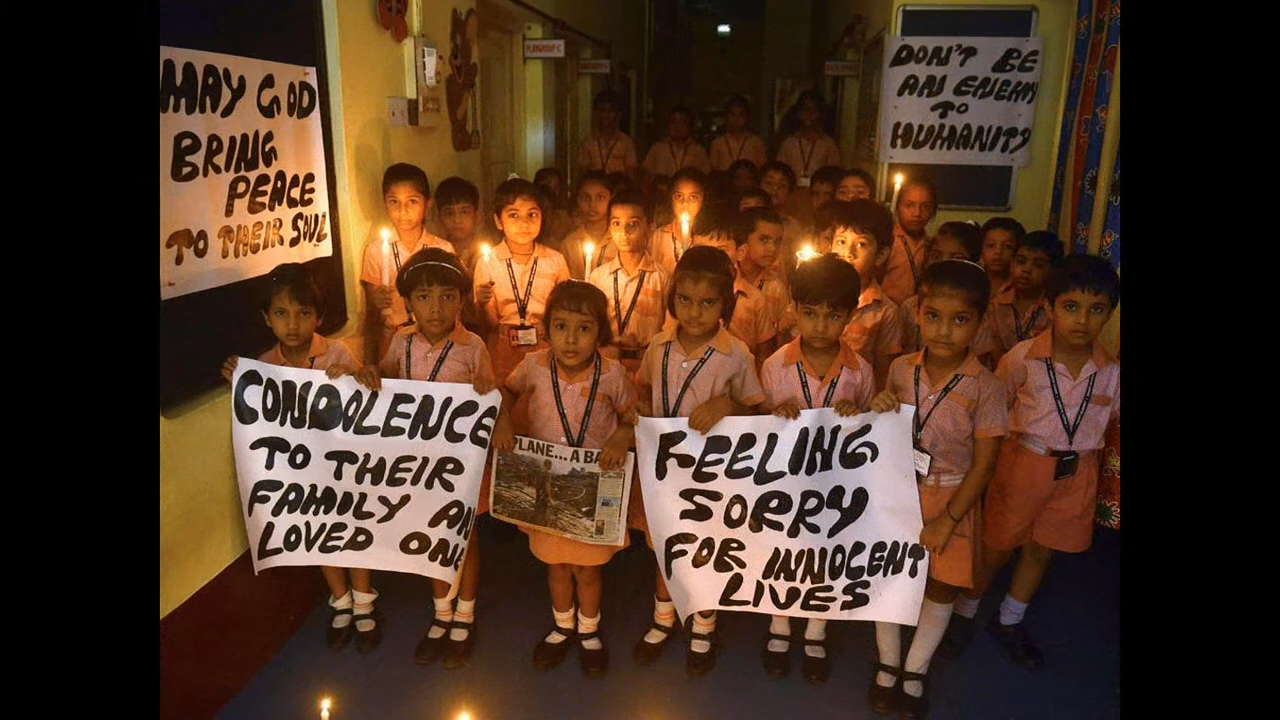 MAY GOD
BRING
PEACE
TO THEIR SOUL
DON'T BE
AN ENEMY
TO
HUMANITY
CONDOLENCE
TO THEIR
FAMILY AN
LOVED ONE
PLANE... A BA
FEELING
SORRY
FOR INNOCENT
LIVES